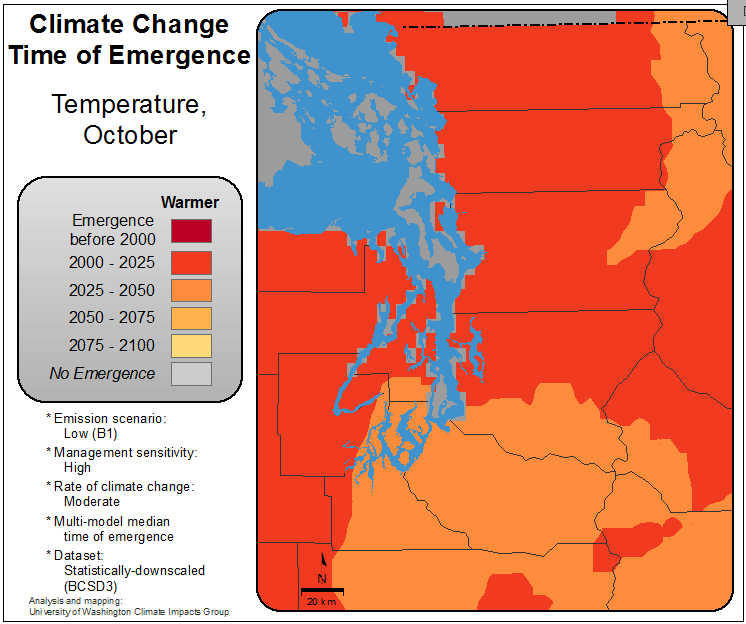 Climate Change
Time of Emergence
Temperature,
October
Warmer
Emergence
before 2000
2000 - 2025
2025 - 2050
2050 - 2075
2075 - 2100
No Emergence
* Emission scenario:
Low (B1)
* Management sensitivity:
High
* Rate of climate change:
Moderate
* Multi-model median
time of emergence
* Dataset:
Statistically-downscaled
(BCSD3)
Analysis and mapping:
University of Washington Climate Impacts Group
N
20 km